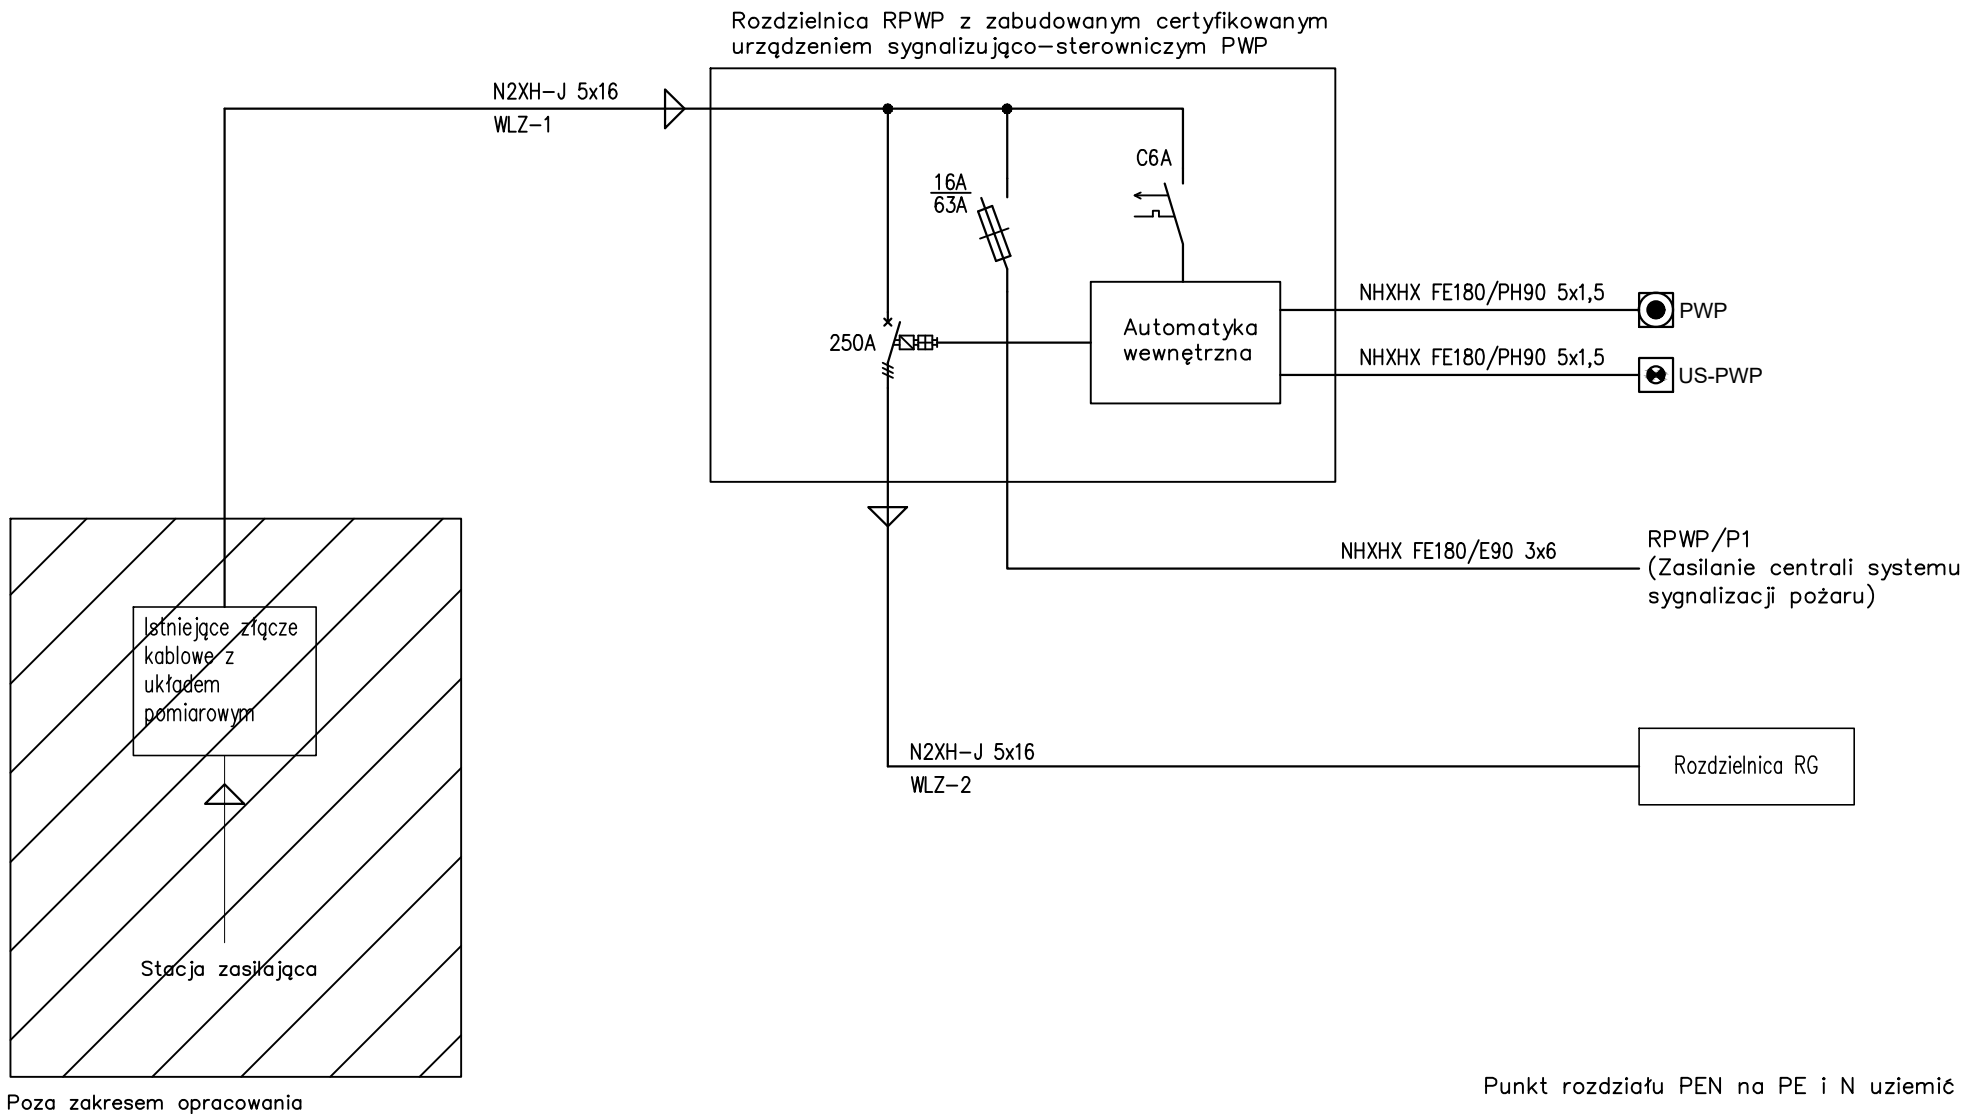 Rozdzielnica RPWP z zabudowanym certyfikowanym
urządzeniem sygnalizująco-sterowniczym PWP
N2XH-J 5x16
WLZ-1
C6A
16A
63A
250A
Automatyka
wewnętrzna
NHXHX FE180/PH90 5x1,5
PWP
NHXHX FE180/PH90 5x1,5
US-PWP
NHXHX FE180/E90 3x6
RPWP/P1
(Zasilanie centrali systemu
sygnalizacji pożaru)
Istniejące złącze
kablowe z
układem
pomiarowym
N2XH-J 5x16
WLZ-2
Rozdzielnica RG
Stacja zasilająca
Poza zakresem opracowania
Punkt rozdziału PEN na PE i N uziemić